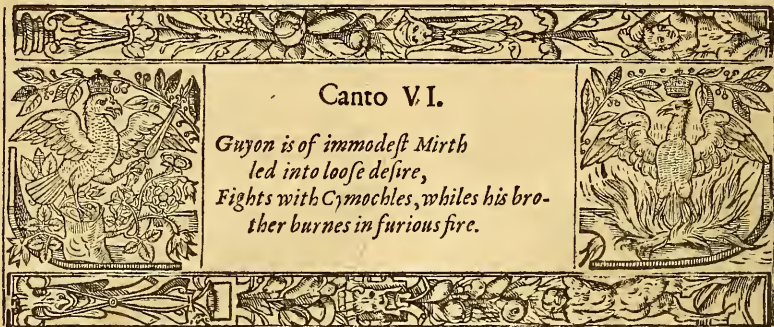 Canto VI.
Guyon is of immodeſt Mirth
led into looſe deſire,
Fights with Cymochles, whiles his bro-
ther burnes in furious fire.